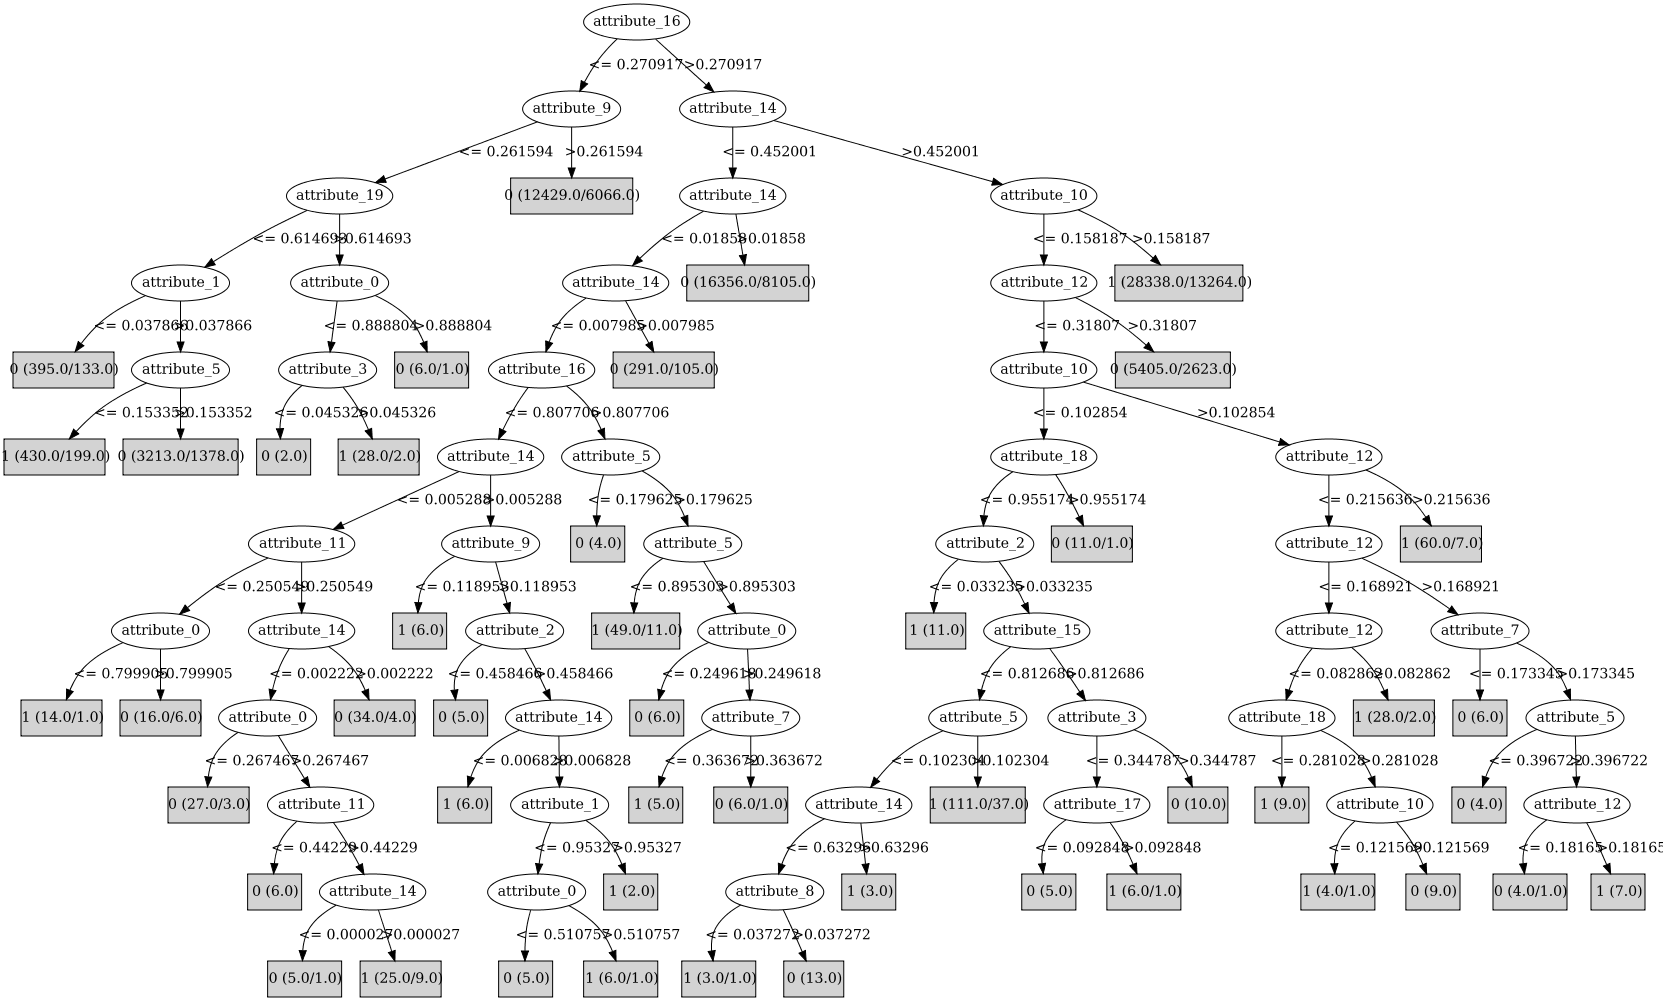 attribute_16
<= 0.270917 >0.270917
attribute_9 attribute_14
<= 0.261594 >0.261594 <= 0.452001 >0.452001
attribute_19 0 (12429.0/6066.0) attribute_14 attribute_10
<= 0.614693 >0.614693 <= 0.01858 >0.01858 <= 0.158187 >0.158187
attribute_1 attribute_0 attribute_14 0 (16356.0/8105.0) attribute_12 1 (28338.0/13264.0)
<= 0.037866 >0.037866 <= 0.888804 >0.888804 <= 0.007985 >0.007985 <= 0.31807 >0.31807
0 (395.0/133.0) attribute_5 attribute_3 0 (6.0/1.0) attribute_16 0 (291.0/105.0) attribute_10 0 (5405.0/2623.0)
<= 0.153352 >0.153352 <= 0.045326 >0.045326 <= 0.807706 >0.807706 <= 0.102854 >0.102854
1 (430.0/199.0) 0 (3213.0/1378.0) 0 (2.0) 1 (28.0/2.0) attribute_14 attribute_5 attribute_18 attribute_12
<= 0.005288 >0.005288 <= 0.179625 >0.179625 <= 0.955174 >0.955174 <= 0.215636 >0.215636
attribute_11 attribute_9 0 (4.0) attribute_5 attribute_2 0 (11.0/1.0) attribute_12 1 (60.0/7.0)
<= 0.250549 >0.250549 <= 0.118953 >0.118953 <= 0.895303 >0.895303 <= 0.033235 >0.033235 <= 0.168921 >0.168921
attribute_0 attribute_14 1 (6.0) attribute_2 1 (49.0/11.0) attribute_0 1 (11.0) attribute_15 attribute_12 attribute_7
<= 0.799905 >0.799905 <= 0.002222 >0.002222 <= 0.458466 >0.458466 <= 0.249618 >0.249618 <= 0.812686 >0.812686 <= 0.082862 >0.082862 <= 0.173345 >0.173345
1 (14.0/1.0) 0 (16.0/6.0) attribute_0 0 (34.0/4.0) 0 (5.0) attribute_14 0 (6.0) attribute_7 attribute_5 attribute_3 attribute_18 1 (28.0/2.0) 0 (6.0) attribute_5
<= 0.267467 >0.267467 <= 0.006828 >0.006828 <= 0.363672 >0.363672 <= 0.102304 >0.102304 <= 0.344787 >0.344787 <= 0.281028 >0.281028 <= 0.396722 >0.396722
0 (27.0/3.0) attribute_11 1 (6.0) attribute_1 1 (5.0) 0 (6.0/1.0) attribute_14 1 (111.0/37.0) attribute_17 0 (10.0) 1 (9.0) attribute_10 0 (4.0) attribute_12
<= 0.44229 >0.44229 <= 0.95327 >0.95327 <= 0.63296 >0.63296 <= 0.092848 >0.092848 <= 0.121569 >0.121569 <= 0.18165 >0.18165
0 (6.0) attribute_14 attribute_0 1 (2.0) attribute_8 1 (3.0) 0 (5.0) 1 (6.0/1.0) 1 (4.0/1.0) 0 (9.0) 0 (4.0/1.0) 1 (7.0)
<= 0.000027 >0.000027 <= 0.510757 >0.510757 <= 0.037272 >0.037272
0 (5.0/1.0) 1 (25.0/9.0) 0 (5.0) 1 (6.0/1.0) 1 (3.0/1.0) 0 (13.0)